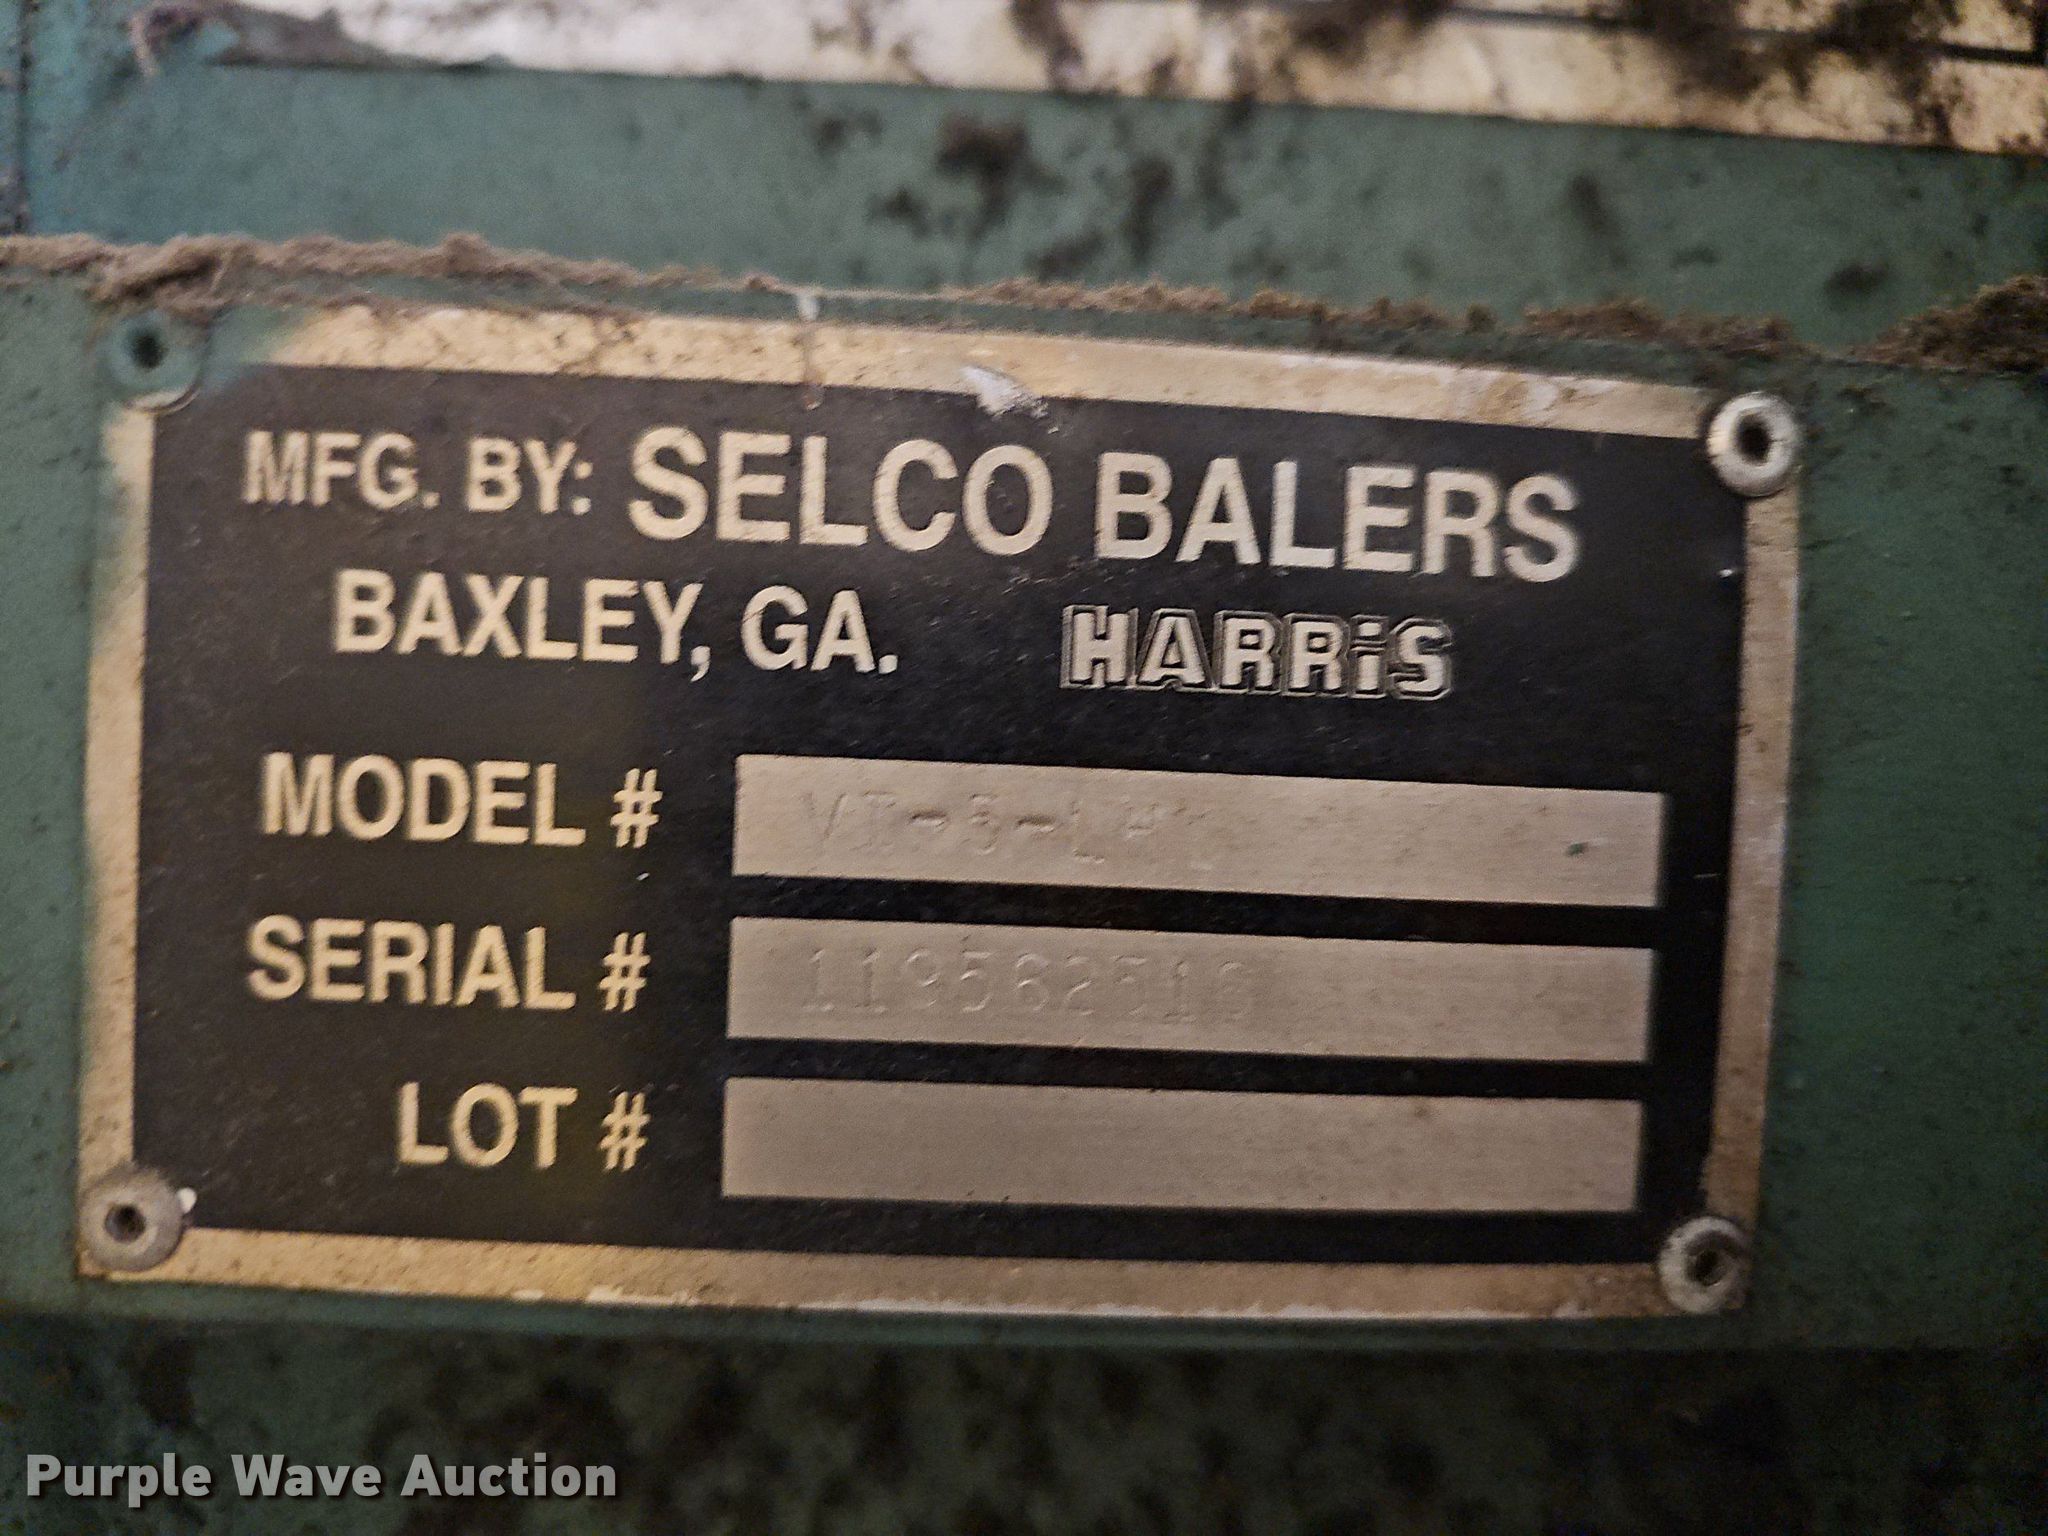 MFG. BY: SELCO BALERS
BAXLEY, GA. HARRiS
MODEL #
SERIAL #
LOT #
Purple Wave Auction